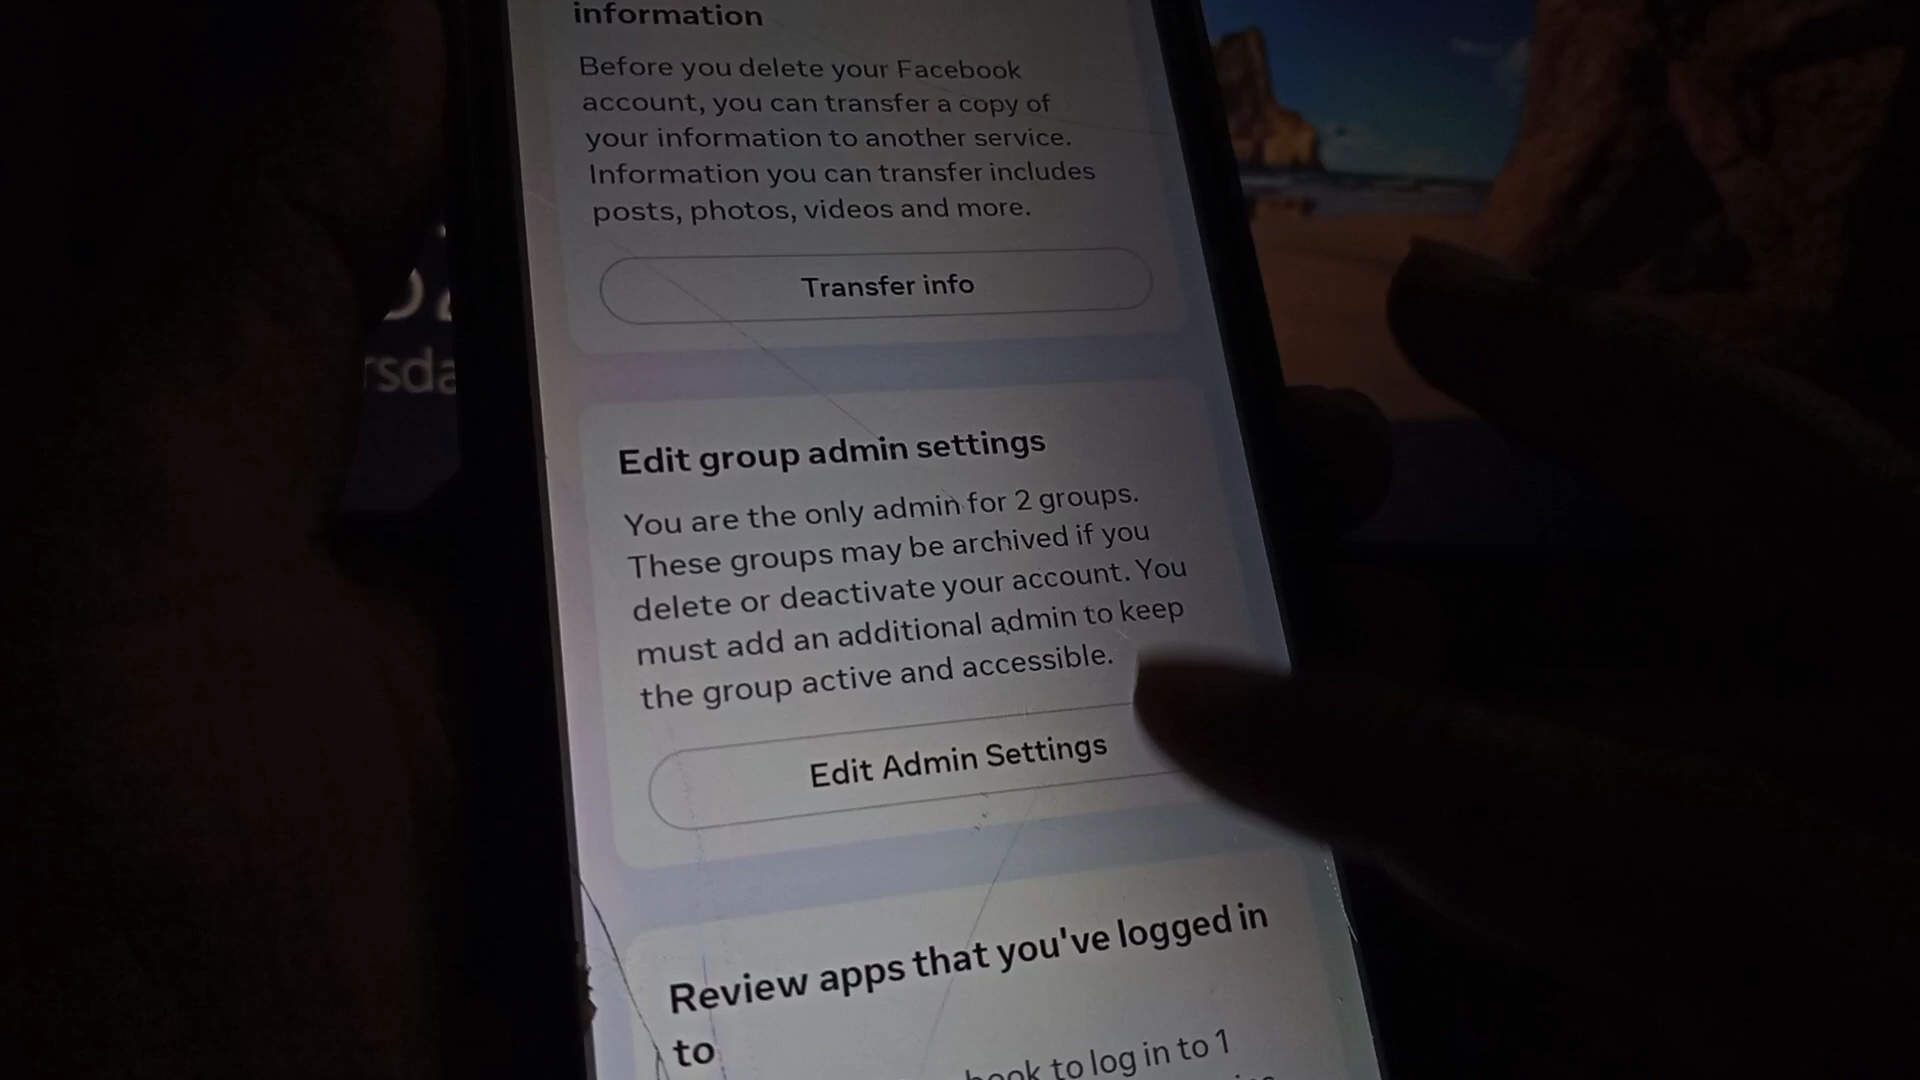 information
Before you delete your Facebook
account, you can transfer a copy of
your information to another service.
Information you can transfer includes
posts, photos, videos and more.
Transfer info
Edit group admin settings
You are the only admin for 2 groups.
These groups may be archived if you
delete or deactivate your account. You
must add an additional admin to keep
the group active and accessible.
Edit Admin Settings
Review apps that you've logged in
to
to log in to 1